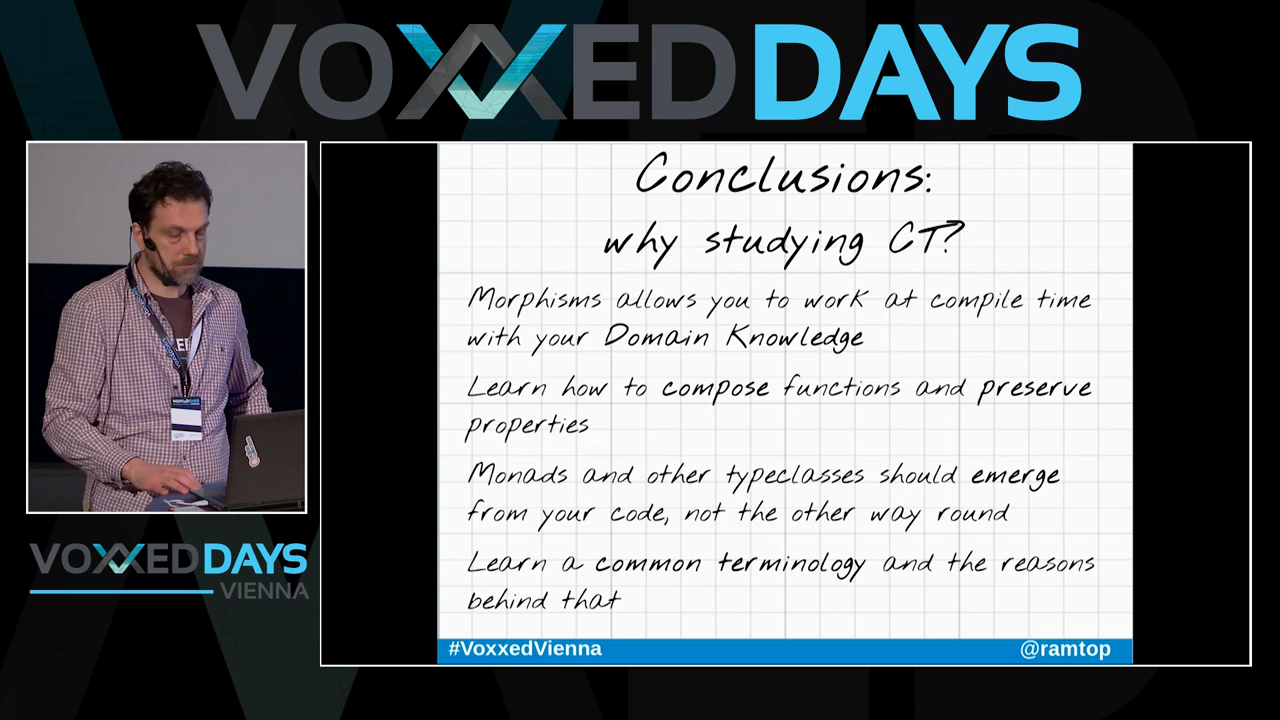 VOXXED DAYS
Conclusions:
why studying CT?
Morphisms allows you to work at compile time
with your Domain Knowledge
Learn how to compose functions and preserve
properties
Monads and other typeclasses should emerge
from your code, not the other way round
Learn a common terminology and the reasons
behind that
#VoxxedVienna
@ramtop
VOXXED DAYS
VIENNA